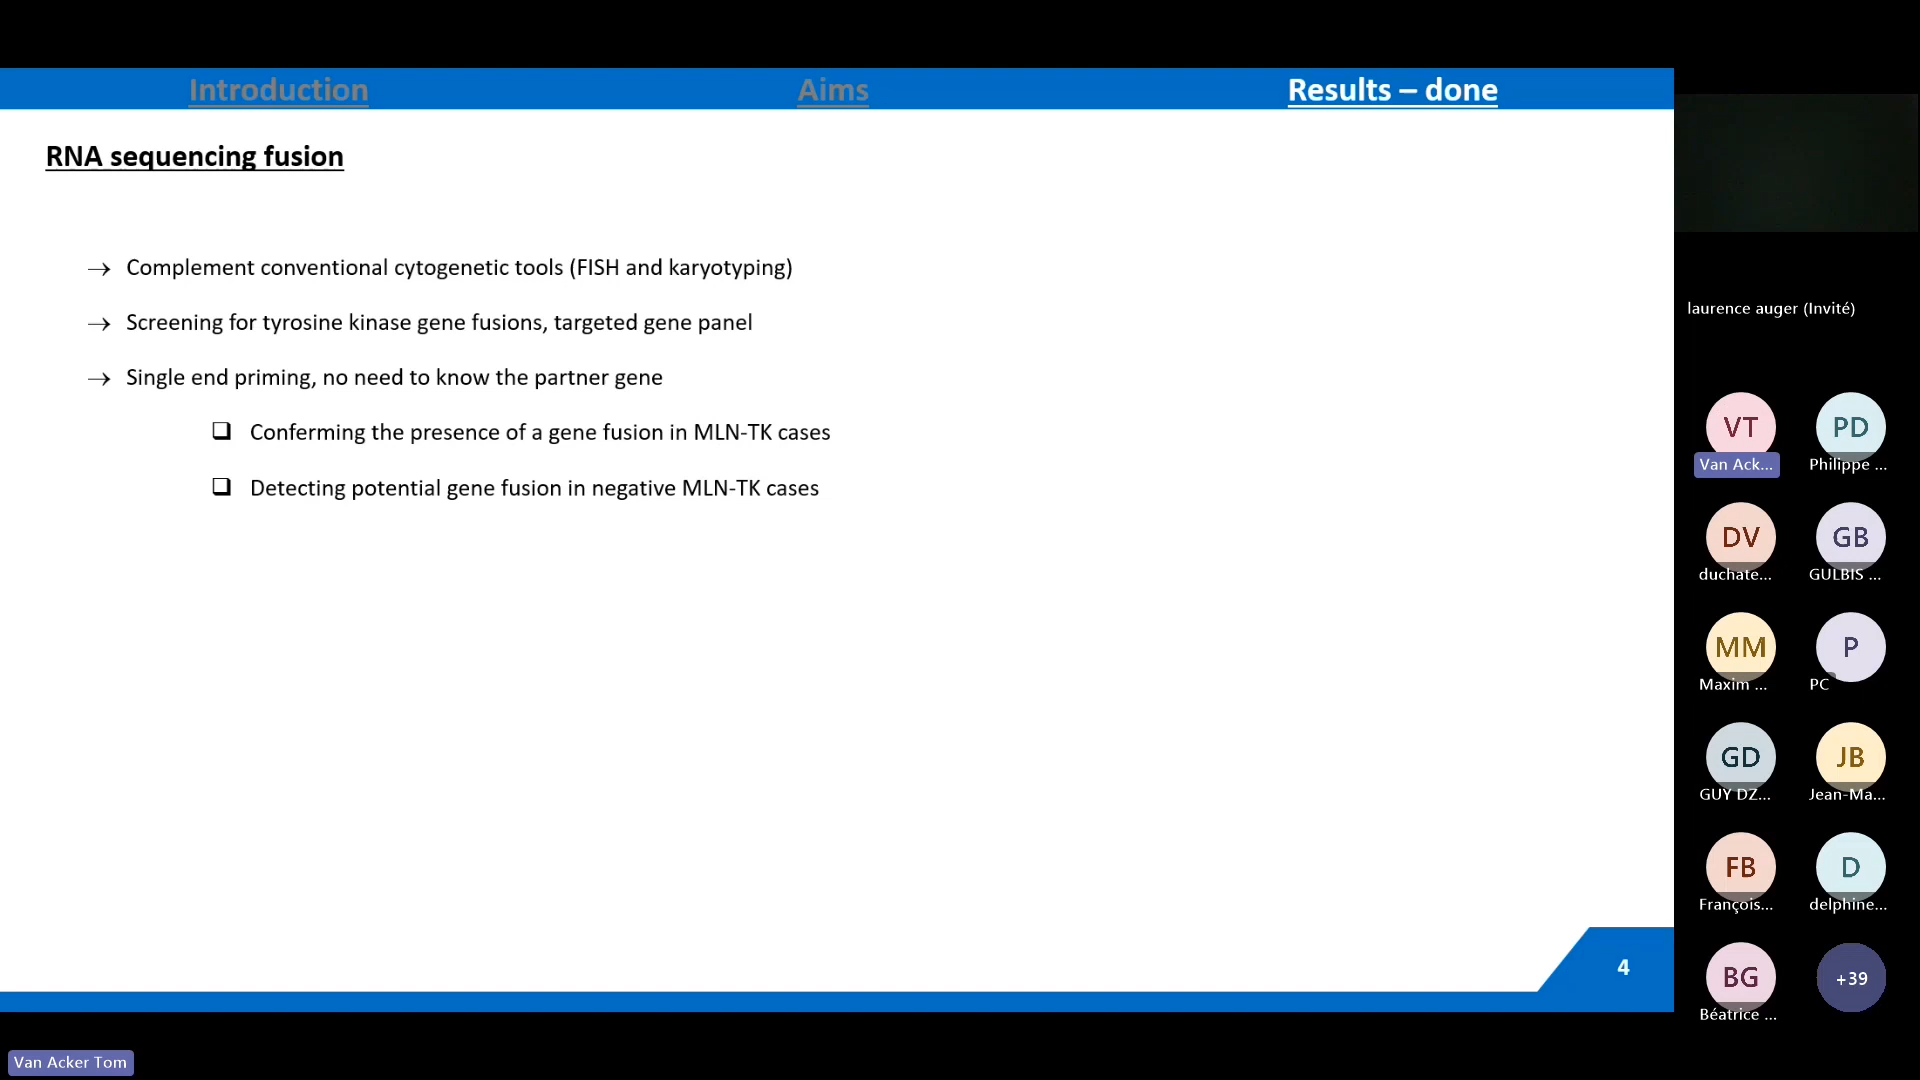 Introduction
Aims
Results – done
RNA sequencing fusion
→ Complement conventional cytogenetic tools (FISH and karyotyping)
→ Screening for tyrosine kinase gene fusions, targeted gene panel
→ Single end priming, no need to know the partner gene
❑ Conferming the presence of a gene fusion in MLN-TK cases
❑ Detecting potential gene fusion in negative MLN-TK cases
4
laurence auger (Invité)
VT
Van Ack...
PD
Philippe ...
DV
duchate...
GB
GULBIS ...
MM
Maxim ...
P
PC
GD
GUY DZ...
JB
Jean-Ma...
FB
François...
D
delphine...
BG
Béatrice ...
+39
Van Acker Tom